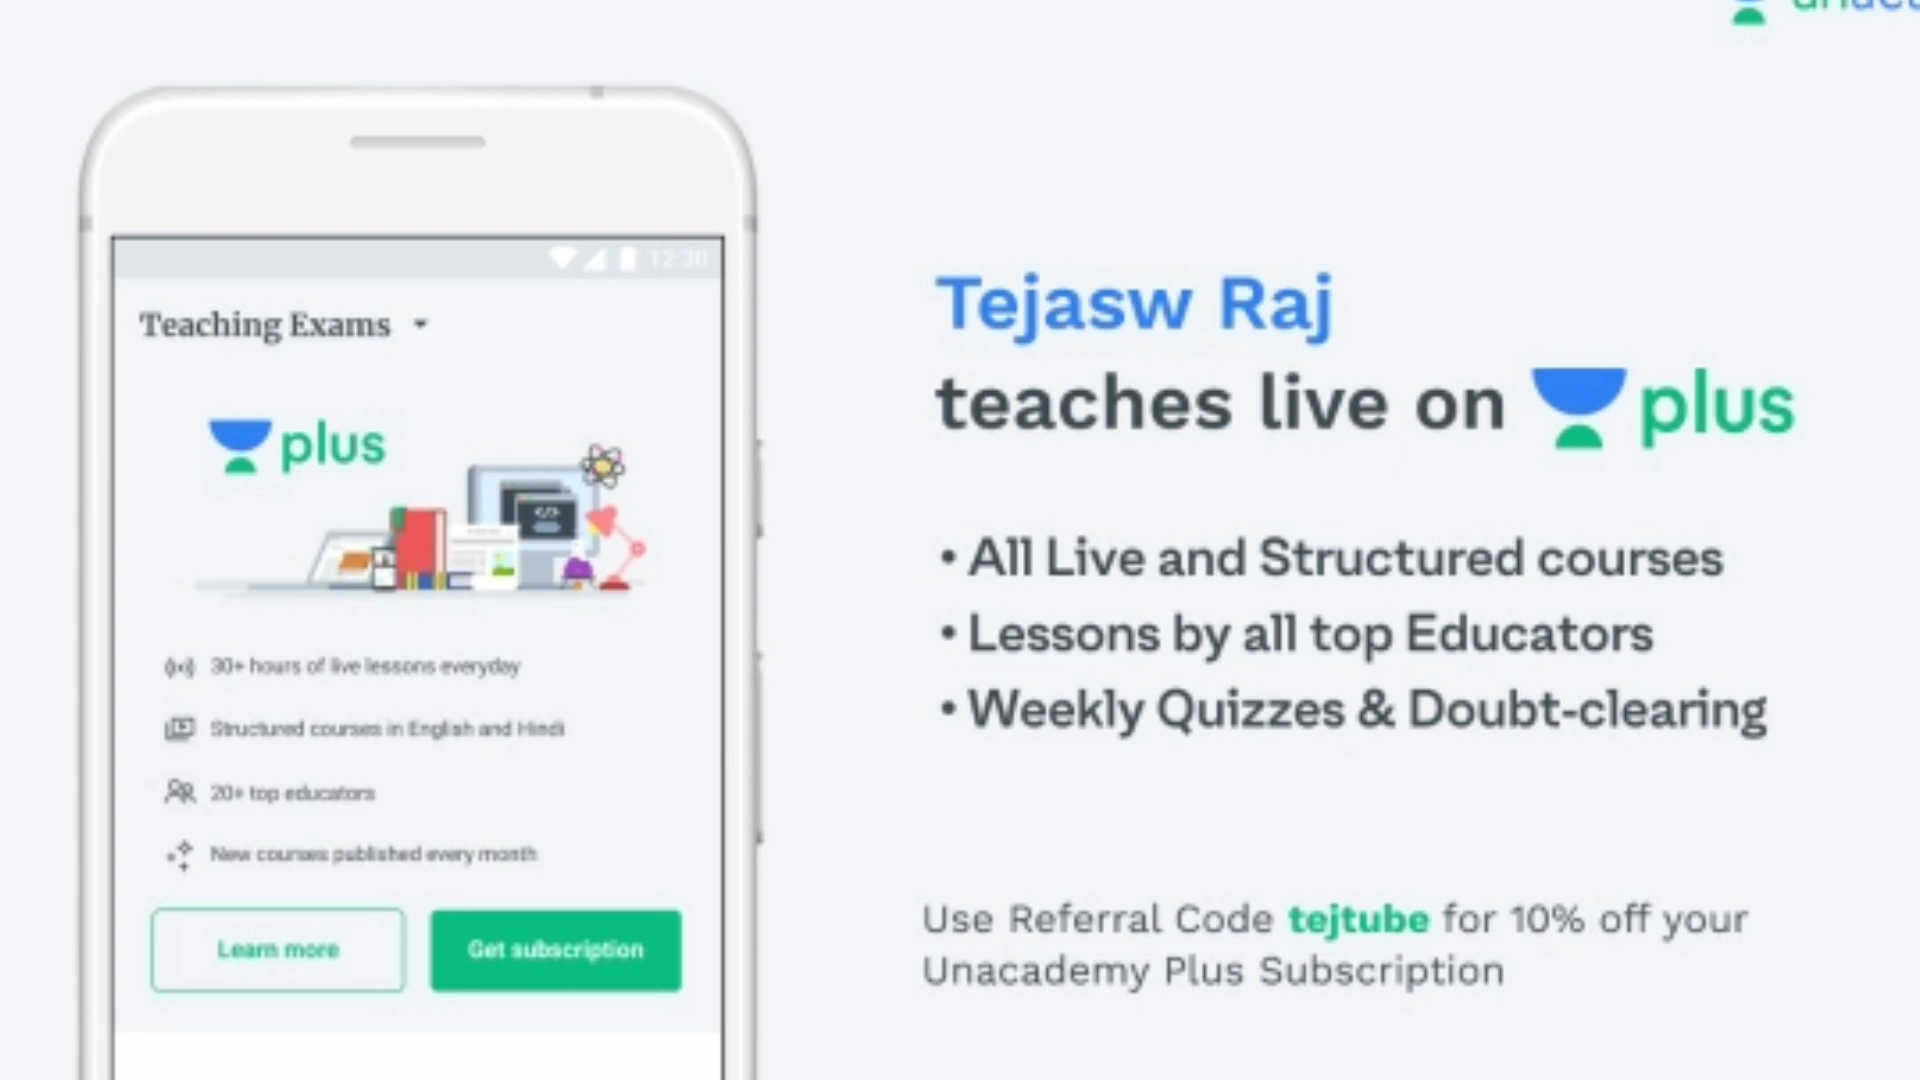 12:30
Teaching Exams
plus
30+ hours of live lessons everyday
Structured courses in English and Hindi
20+ top educators
New courses published every month
Learn more
Get subscription
Tejasw Raj
teaches live on plus
• All Live and Structured courses
• Lessons by all top Educators
• Weekly Quizzes & Doubt-clearing
Use Referral Code tejtube for 10% off your
Unacademy Plus Subscription